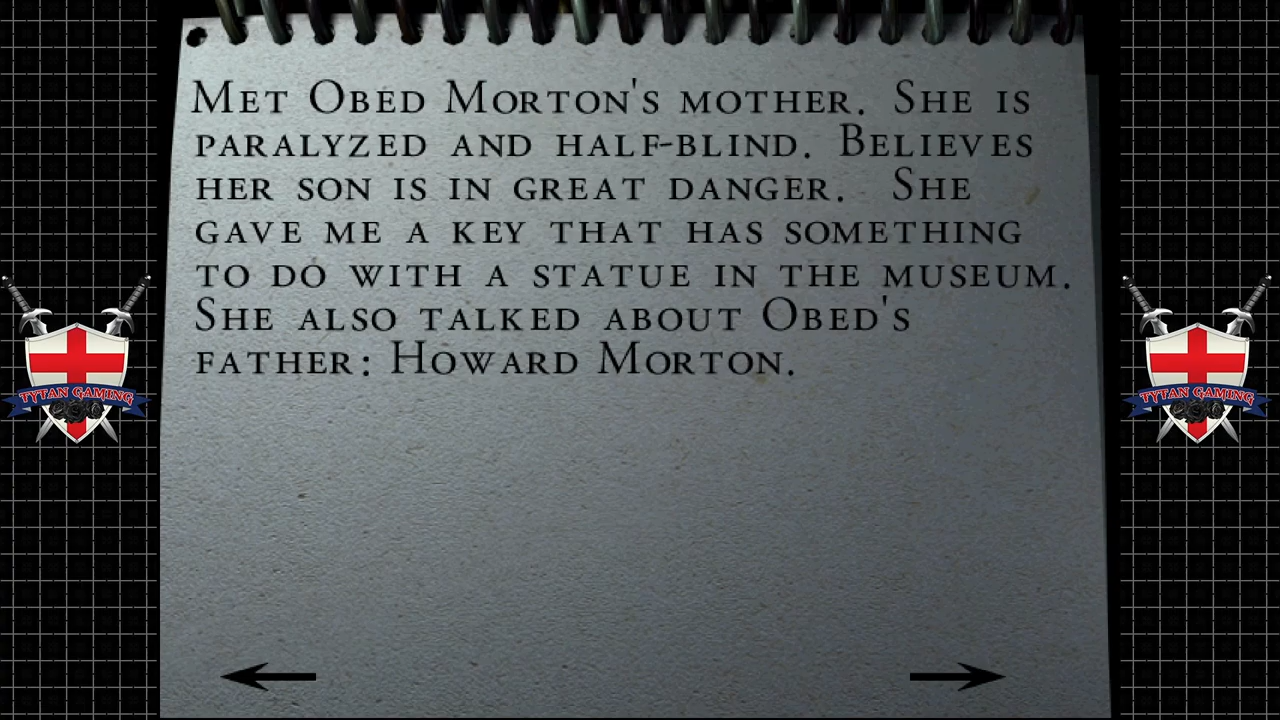 Met Obed Morton's mother. She is
paralyzed and half-blind. Believes
her son is in great danger. She
gave me a key that has something
to do with a statue in the museum.
She also talked about Obed's
father: Howard Morton.
TYTAN GAMING
TYTAN GAMING